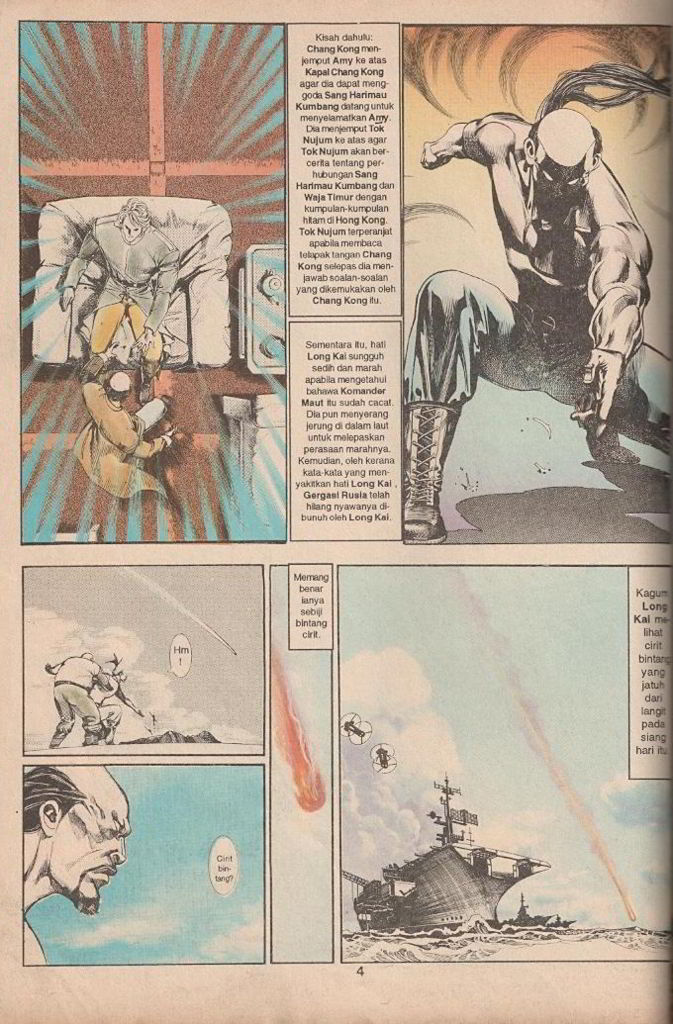 Kisah dahulu:
Chang Kong men-
jemput Amy ke atas
Kapal Chang Kong
agar dia dapat meng-
goda Sang Harimau
Kumbang datang untuk
menyelamatkan Amy.
Dia menjemput Tok
Nujum ke atas agar
Tok Nujum akan ber-
cerita tentang per-
hubungan Sang
Harimau Kumbang dan
Waja Timur dengan
kumpulan-kumpulan
hitam di Hong Kong.
Tok Nujum terperanjat
apabila membaca
telapak tangan Chang
Kong selepas dia men-
jawab soalan-soalan
yang dikemukakan oleh
Chang Kong itu.
Sementara itu, hati
Long Kai sungguh
sedih dan marah
apabila mengetahui
bahawa Komander
Maut itu sudah cacat.
Dia pun menyerang
jerung di dalam laut
untuk melepaskan
perasaan marahnya.
Kemudian, oleh kerana
kata-kata yang men-
yakitkan hati Long Kai ,
Gergasi Rusia telah
hilang nyawanya di-
bunuh oleh Long Kai.
Hm
!
Cirit
bin-
tang?
Memang
benar
ianya
sebiji
bintang
cirit.
Kagum
Long
Kai me-
lihat
cirit
bintang
yang
jatuh
dari
langit
pada
siang
hari itu
4